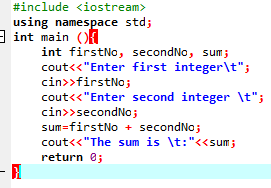 #include <iostream>
using namespace std;
int main (){
int firstNo, secondNo, sum;
cout<<"Enter first integer\t";
cin>>firstNo;
cout<<"Enter second integer \t";
cin>>secondNo;
sum=firstNo + secondNo;
cout<<"The sum is \t:"<<sum;
return 0;
}